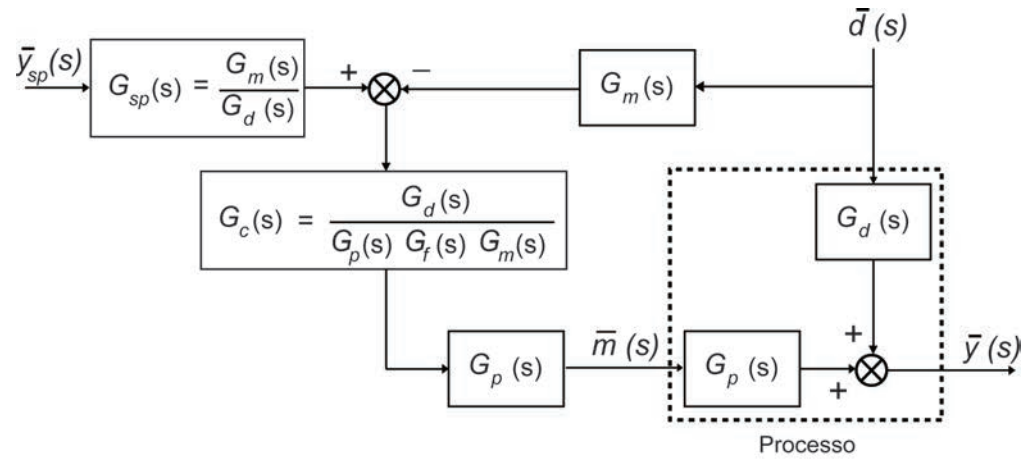 ȳsp(s)
Gsp(s) = Gm(s) / Gd(s)
+
−
Gm(s)
d̄(s)
Gc(s) = Gd(s) / Gp(s) Gf(s) Gm(s)
Gd(s)
Gp(s)
m̄(s)
Gp(s)
+
+
ȳ(s)
Processo